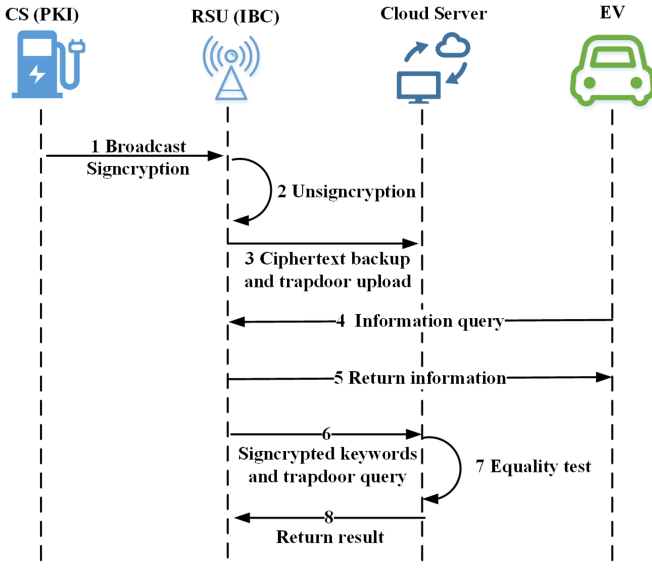 CS (PKI)
RSU (IBC)
Cloud Server
EV
1 Broadcast
Signcryption
2 Unsigncryption
3 Ciphertext backup
and trapdoor upload
4 Information query
5 Return information
6
Signcrypted keywords
and trapdoor query
7 Equality test
8
Return result